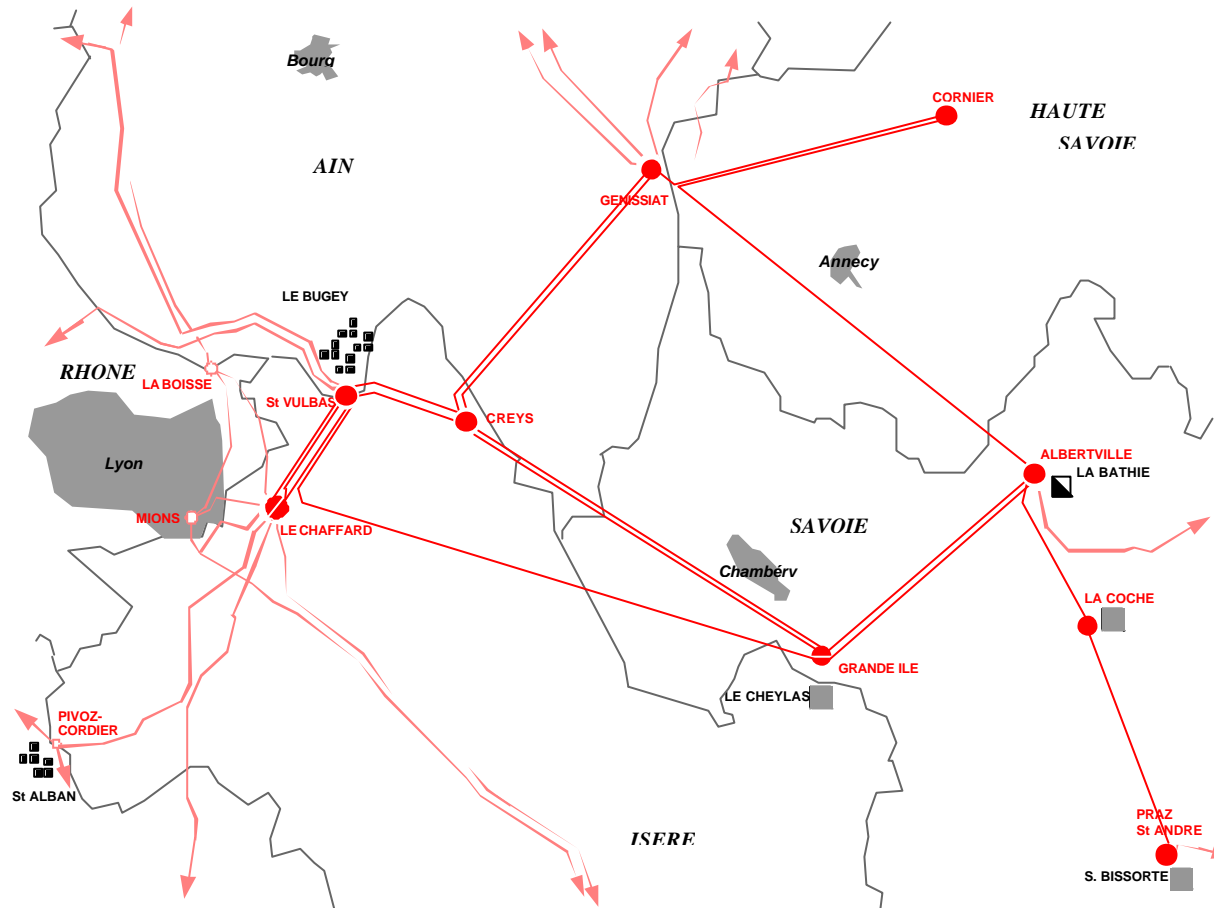 Bourg
CORNIER
HAUTE
SAVOIE
AIN
GENISSIAT
Annecy
LE BUGEY
RHONE
LA BOISSE
St VULBAS
CREYS
Lyon
ALBERTVILLE
LA BATHIE
MIONS
LE CHAFFARD
SAVOIE
Chambérv
LA COCHE
GRANDE ILE
LE CHEYLAS
PIVOZ-
CORDIER
St ALBAN
ISERE
PRAZ
St ANDRE
S. BISSORTE